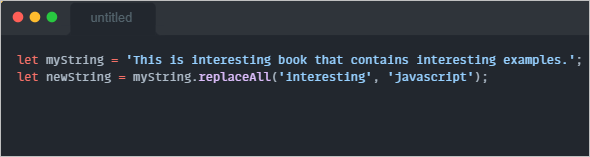 untitled
let myString = 'This is interesting book that contains interesting examples.';
let newString = myString.replaceAll('interesting', 'javascript');